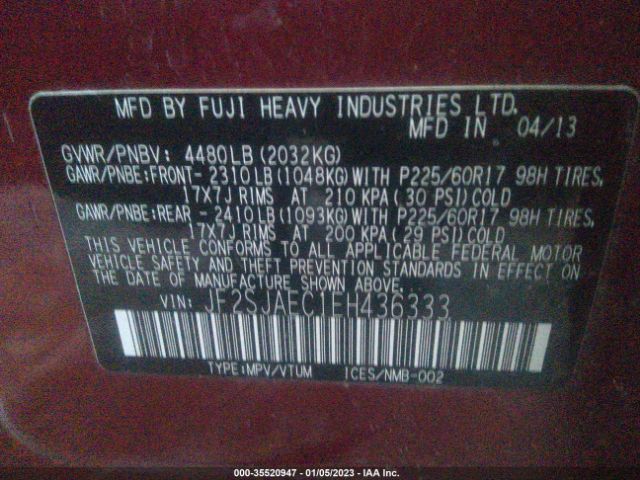 MFD BY FUJI HEAVY INDUSTRIES LTD.
MFD IN 04/13
GVWR/PNBV: 4480LB(2032KG)
GAWR/PNBE:FRONT- 2310LB(1048KG)WITH P225/60R17 98H TIRES,
17X7J RIMS AT 210 KPA(30 PSI)COLD
GAWR/PNBE:REAR - 2410LB(1093KG)WITH P225/60R17 98H TIRES,
17X7J RIMS AT 200 KPA(29 PSI)COLD
THIS VEHICLE CONFORMS TO ALL APPLICABLE FEDERAL MOTOR
VEHICLE SAFETY AND THEFT PREVENTION STANDARDS IN EFFECT ON
THE DATE OF MANUFACTURE SHOWN ABOVE.
VIN: JF2SJAEC1EH436333
TYPE:MPV/VTUM ICES/NMB-002
000-35520947 - 01/05/2023 - IAA Inc.